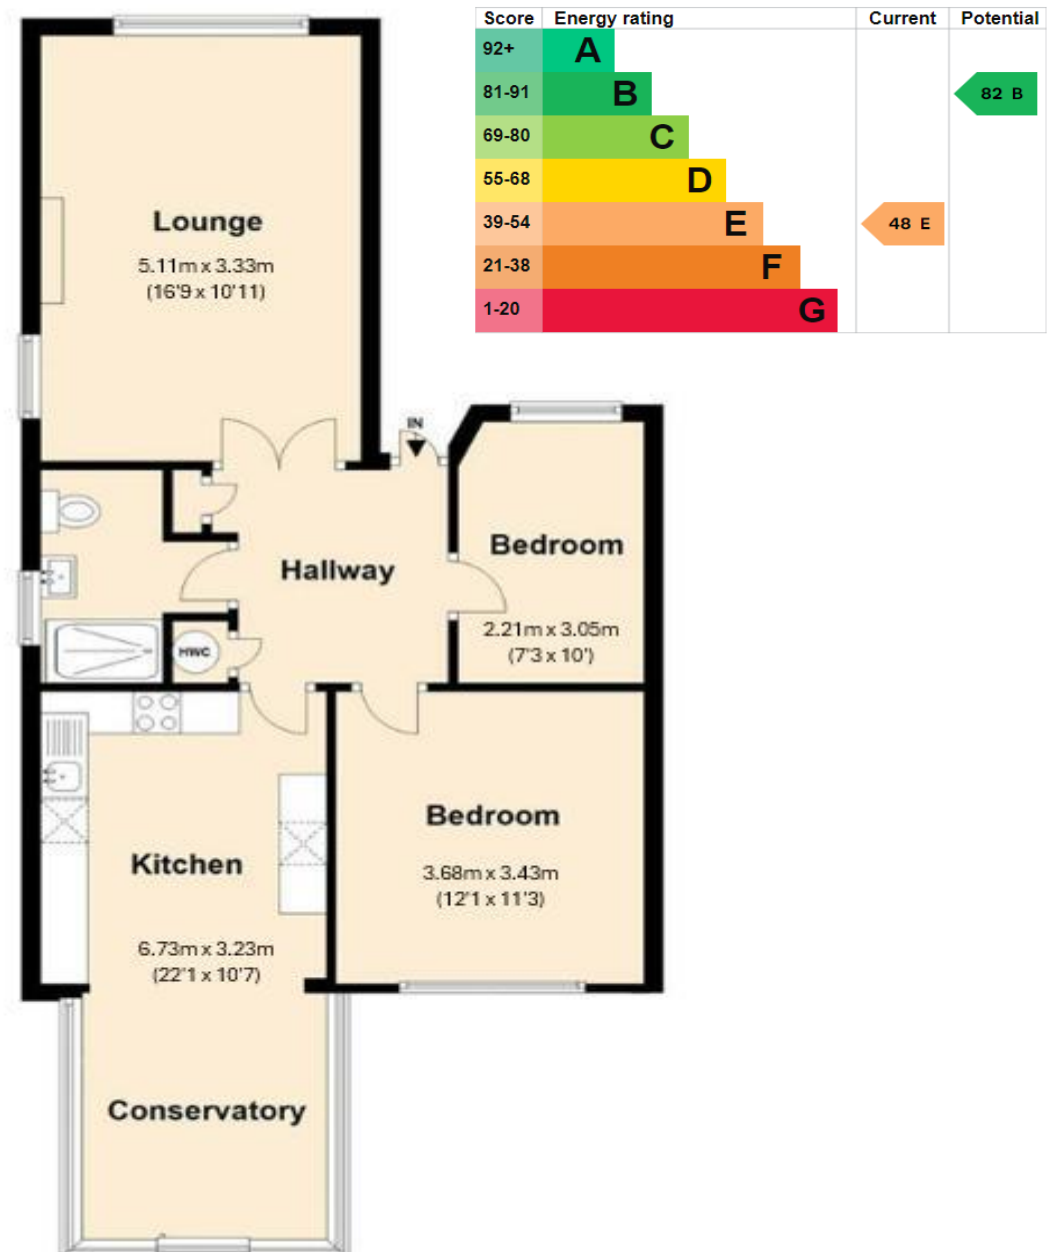 Score Energy rating Current Potential
92+ A
81-91 B 82 B
69-80 C
55-68 D
39-54 E 48 E
21-38 F
1-20 G
Lounge
5.11m x 3.33m
(16'9 x 10'11)
IN
Bedroom
2.21m x 3.05m
(7'3 x 10')
Hallway
HWC
Bedroom
3.68m x 3.43m
(12'1 x 11'3)
Kitchen
6.73m x 3.23m
(22'1 x 10'7)
Conservatory